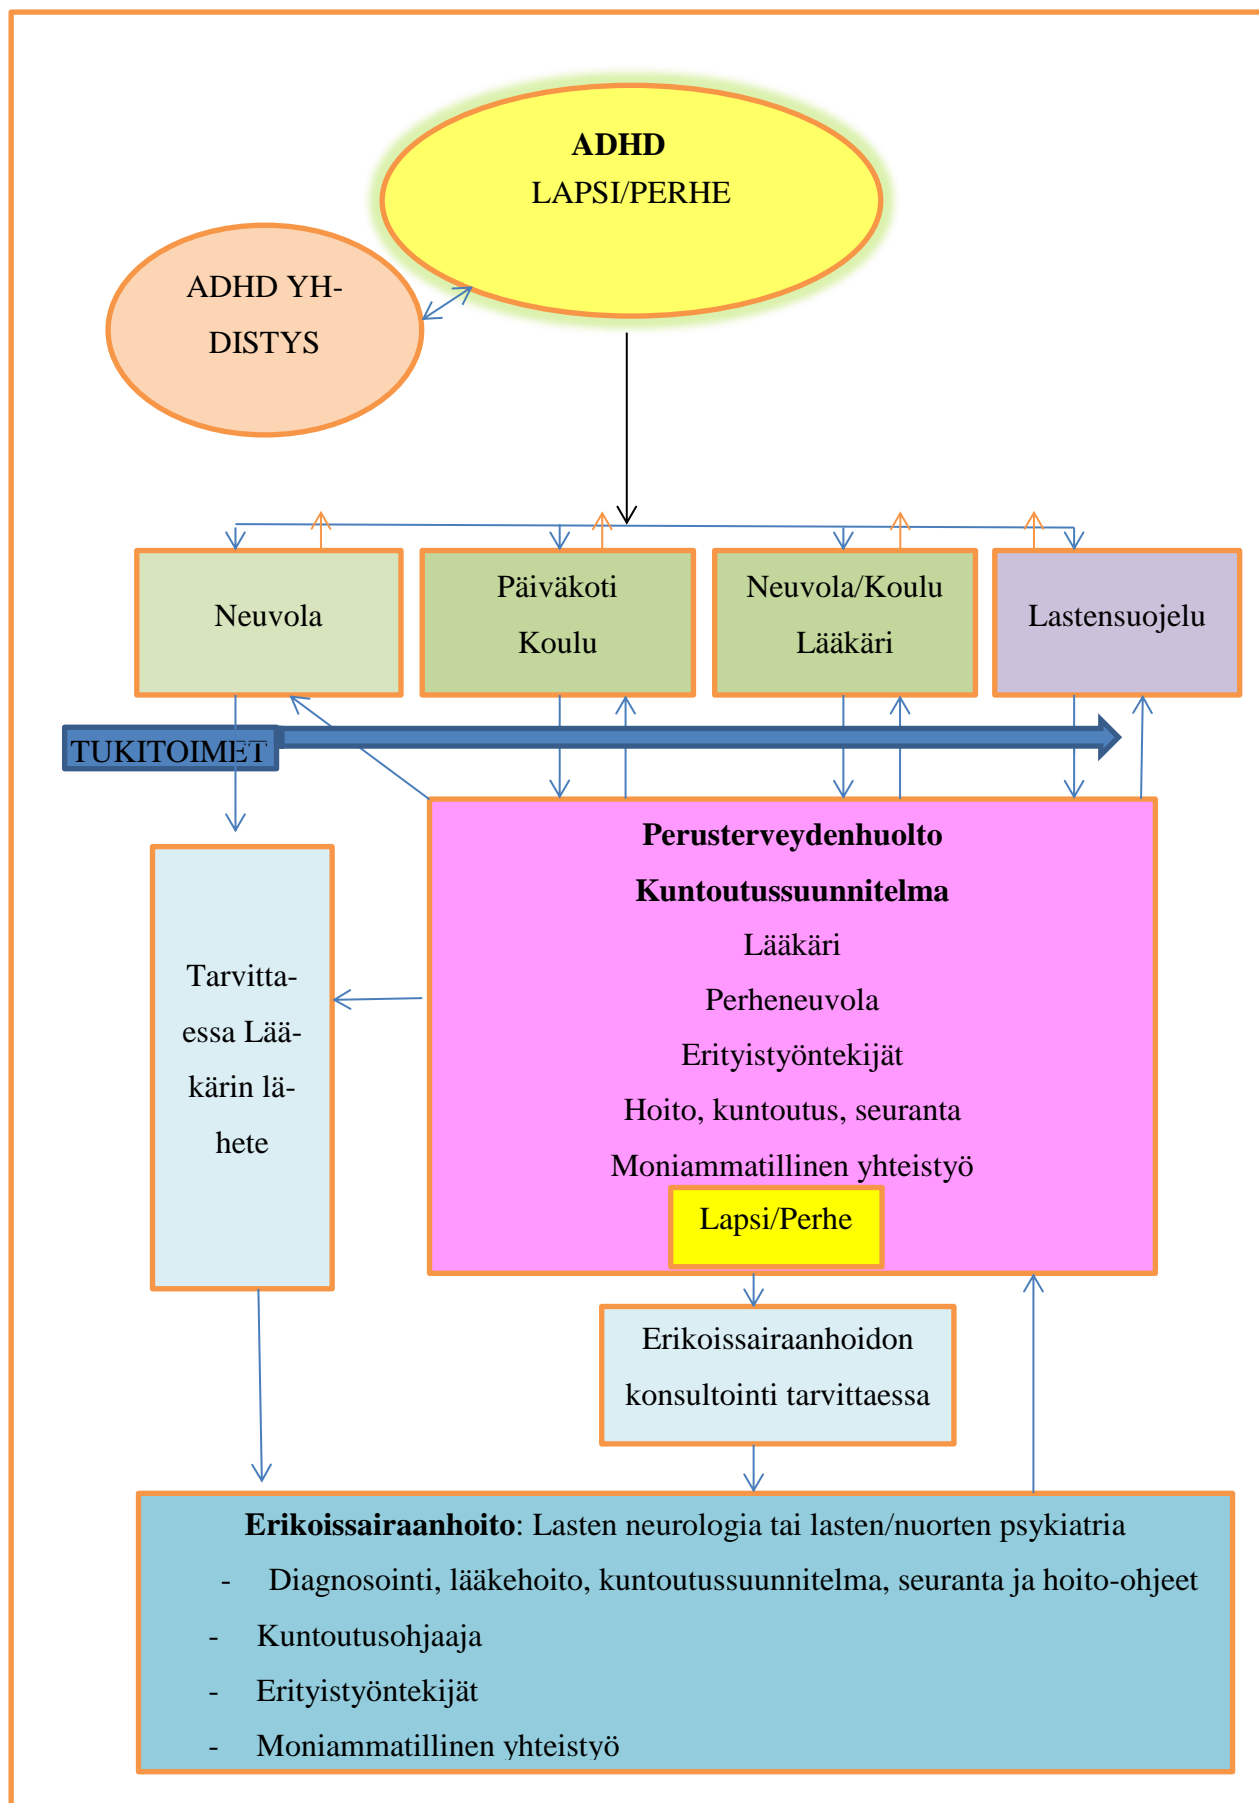 ADHD
LAPSI/PERHE
ADHD YH-
DISTYS
Neuvola
Päiväkoti
Koulu
Neuvola/Koulu
Lääkäri
Lastensuojelu
TUKITOIMET
Perusterveydenhuolto
Kuntoutussuunnitelma
Lääkäri
Perheneuvola
Erityistyöntekijät
Hoito, kuntoutus, seuranta
Moniammatillinen yhteistyö
Lapsi/Perhe
Tarvitta-
essa Lää-
kärin lä-
hete
Erikoissairaanhoidon
konsultointi tarvittaessa
Erikoissairaanhoito: Lasten neurologia tai lasten/nuorten psykiatria
- Diagnosointi, lääkehoito, kuntoutussuunnitelma, seuranta ja hoito-ohjeet
- Kuntoutusohjaaja
- Erityistyöntekijät
- Moniammatillinen yhteistyö